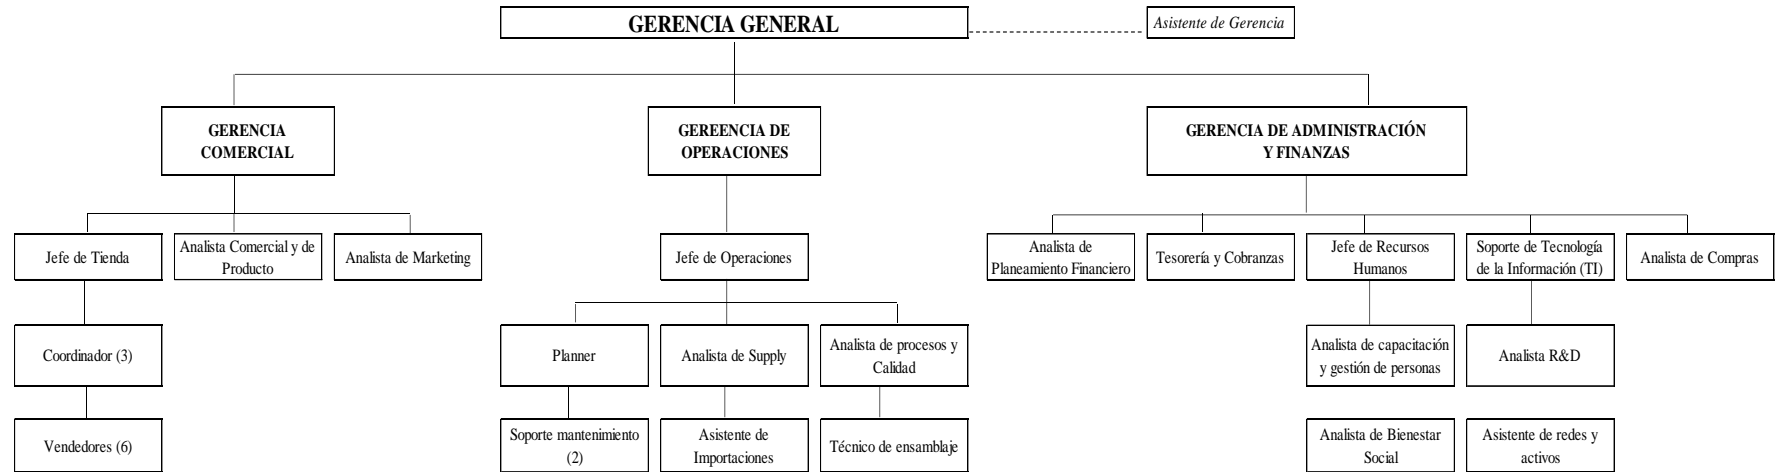 GERENCIA GENERAL
Asistente de Gerencia
GERENCIA
COMERCIAL
GEREENCIA DE
OPERACIONES
GERENCIA DE ADMINISTRACIÓN
Y FINANZAS
Jefe de Tienda
Analista Comercial y de
Producto
Analista de Marketing
Jefe de Operaciones
Analista de
Planeamiento Financiero
Tesorería y Cobranzas
Jefe de Recursos
Humanos
Soporte de Tecnología
de la Información (TI)
Analista de Compras
Coordinador (3)
Planner
Analista de Supply
Analista de procesos y
Calidad
Analista de capacitación
y gestión de personas
Analista R&D
Vendedores (6)
Soporte mantenimiento
(2)
Asistente de
Importaciones
Técnico de ensamblaje
Analista de Bienestar
Social
Asistente de redes y
activos